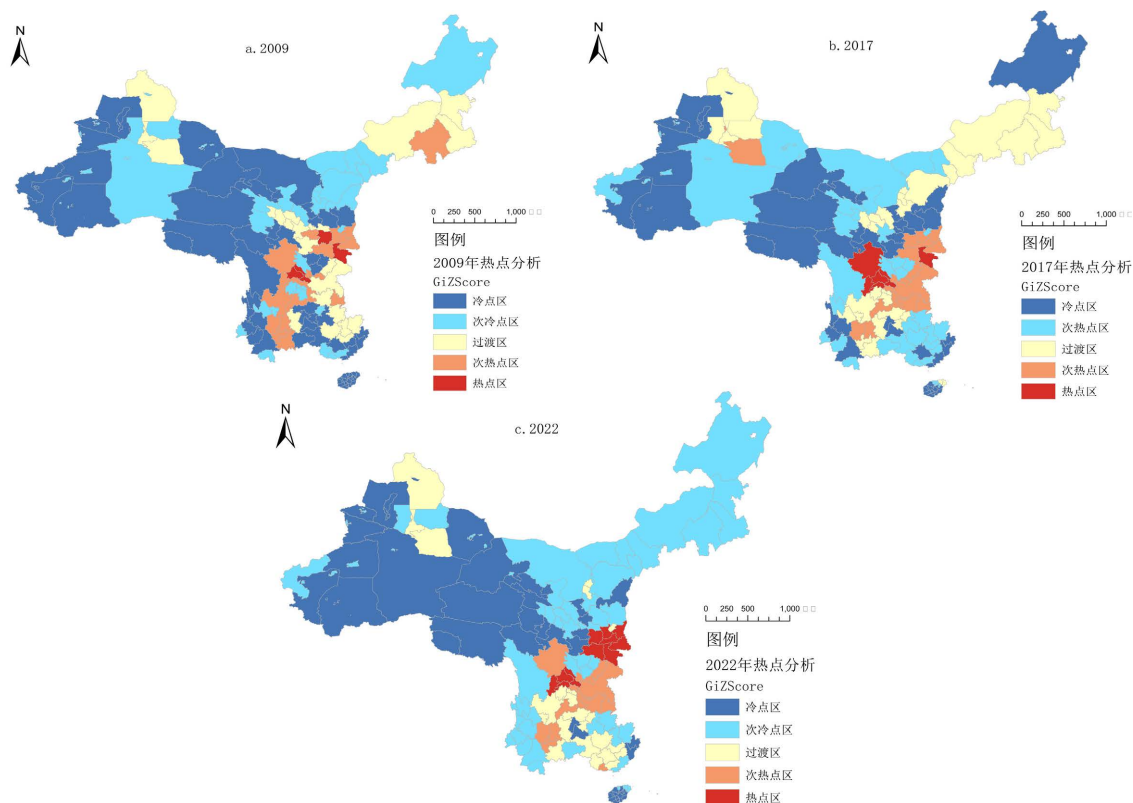 N
a.2009
0 250 500 1,000
图例
2009年热点分析
GiZScore
冷点区
次冷点区
过渡区
次热点区
热点区
N
b.2017
0 250 500 1,000
图例
2017年热点分析
GiZScore
冷点区
次热点区
过渡区
次热点区
热点区
N
c.2022
0 250 500 1,000
图例
2022年热点分析
GiZScore
冷点区
次冷点区
过渡区
次热点区
热点区